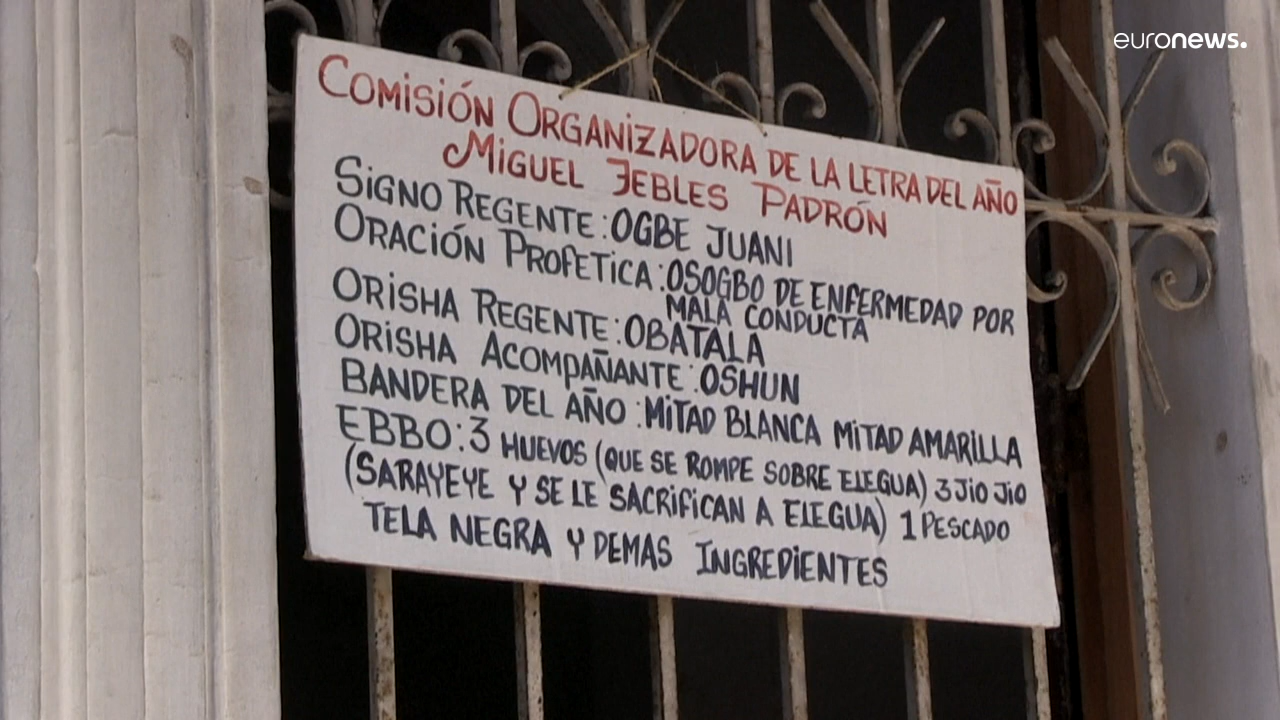 euronews.
COMISIÓN ORGANIZADORA DE LA LETRA DEL AÑO
MIGUEL FEBLES PADRÓN
SIGNO REGENTE: OGBE JUANI
ORACIÓN PROFETICA: OSOGBO DE ENFERMEDAD POR
MALA CONDUCTA
ORISHA REGENTE: OBATALA
ORISHA ACOMPAÑANTE: OSHUN
BANDERA DEL AÑO: MITAD BLANCA MITAD AMARILLA
EBBO: 3 HUEVOS (QUE SE ROMPE SOBRE ELEGUA) 3 JIO JIO
(SARAYEYE Y SE LE SACRIFICAN A ELEGUA) 1 PESCADO
TELA NEGRA Y DEMAS INGREDIENTES